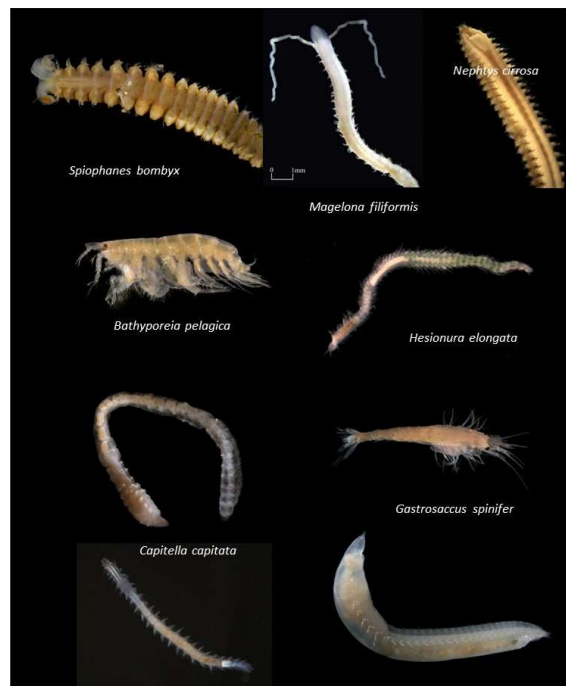 Nephtys cirrosa
Spiophanes bombyx
0 1mm
Magelona filiformis
Bathyporeia pelagica
Hesionura elongata
Gastrosaccus spinifer
Capitella capitata